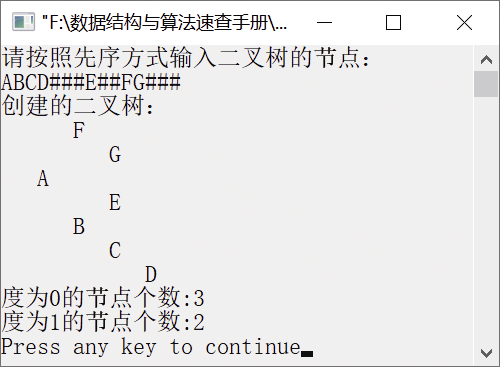 "F:\数据结构与算法速查手册\...
请按照先序方式输入二叉树的节点:
ABCD###E##FG###
创建的二叉树:
F
G
A
E
B
C
D
度为0的节点个数:3
度为1的节点个数:2
Press any key to continue